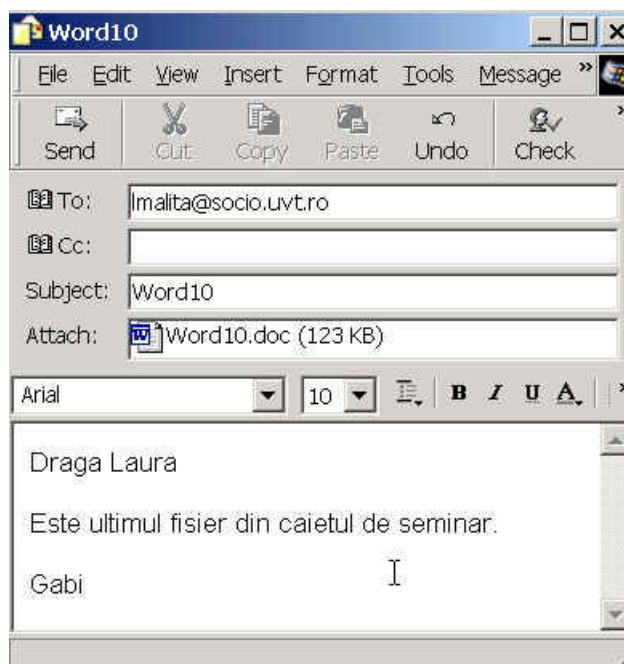 Word10
File Edit View Insert Format Tools Message »
Send Cut Copy Paste Undo Check »
To: lmalita@socio.uvt.ro
Cc:
Subject: Word10
Attach: Word10.doc (123 KB)
Arial 10 B I U A »
Draga Laura
Este ultimul fisier din caietul de seminar.
Gabi